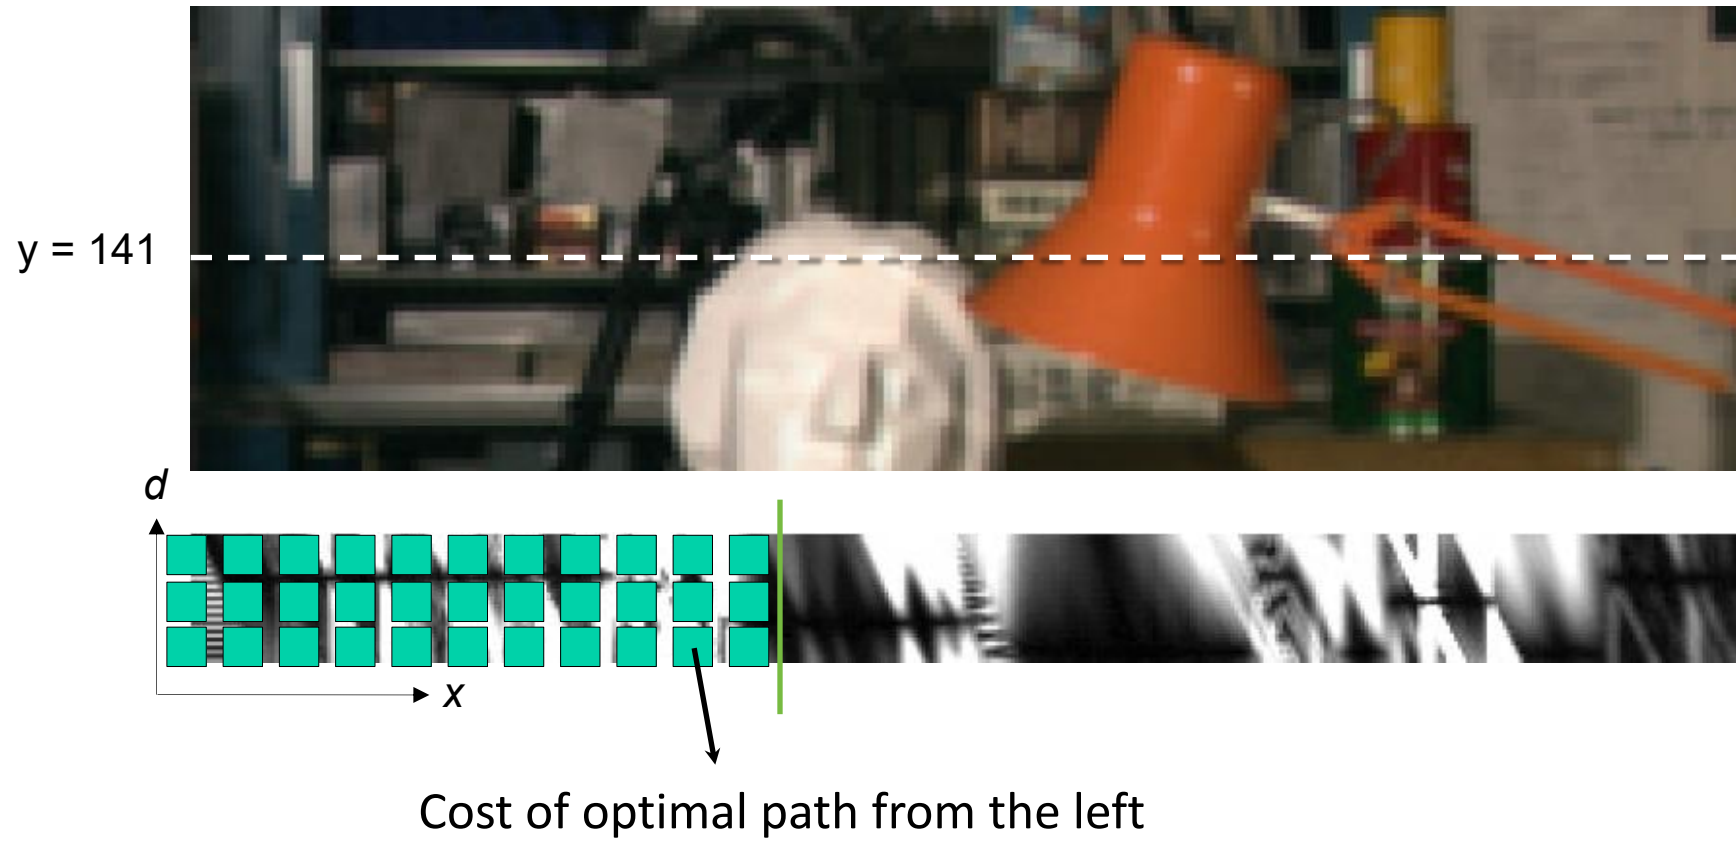 y = 141
d
x
Cost of optimal path from the left